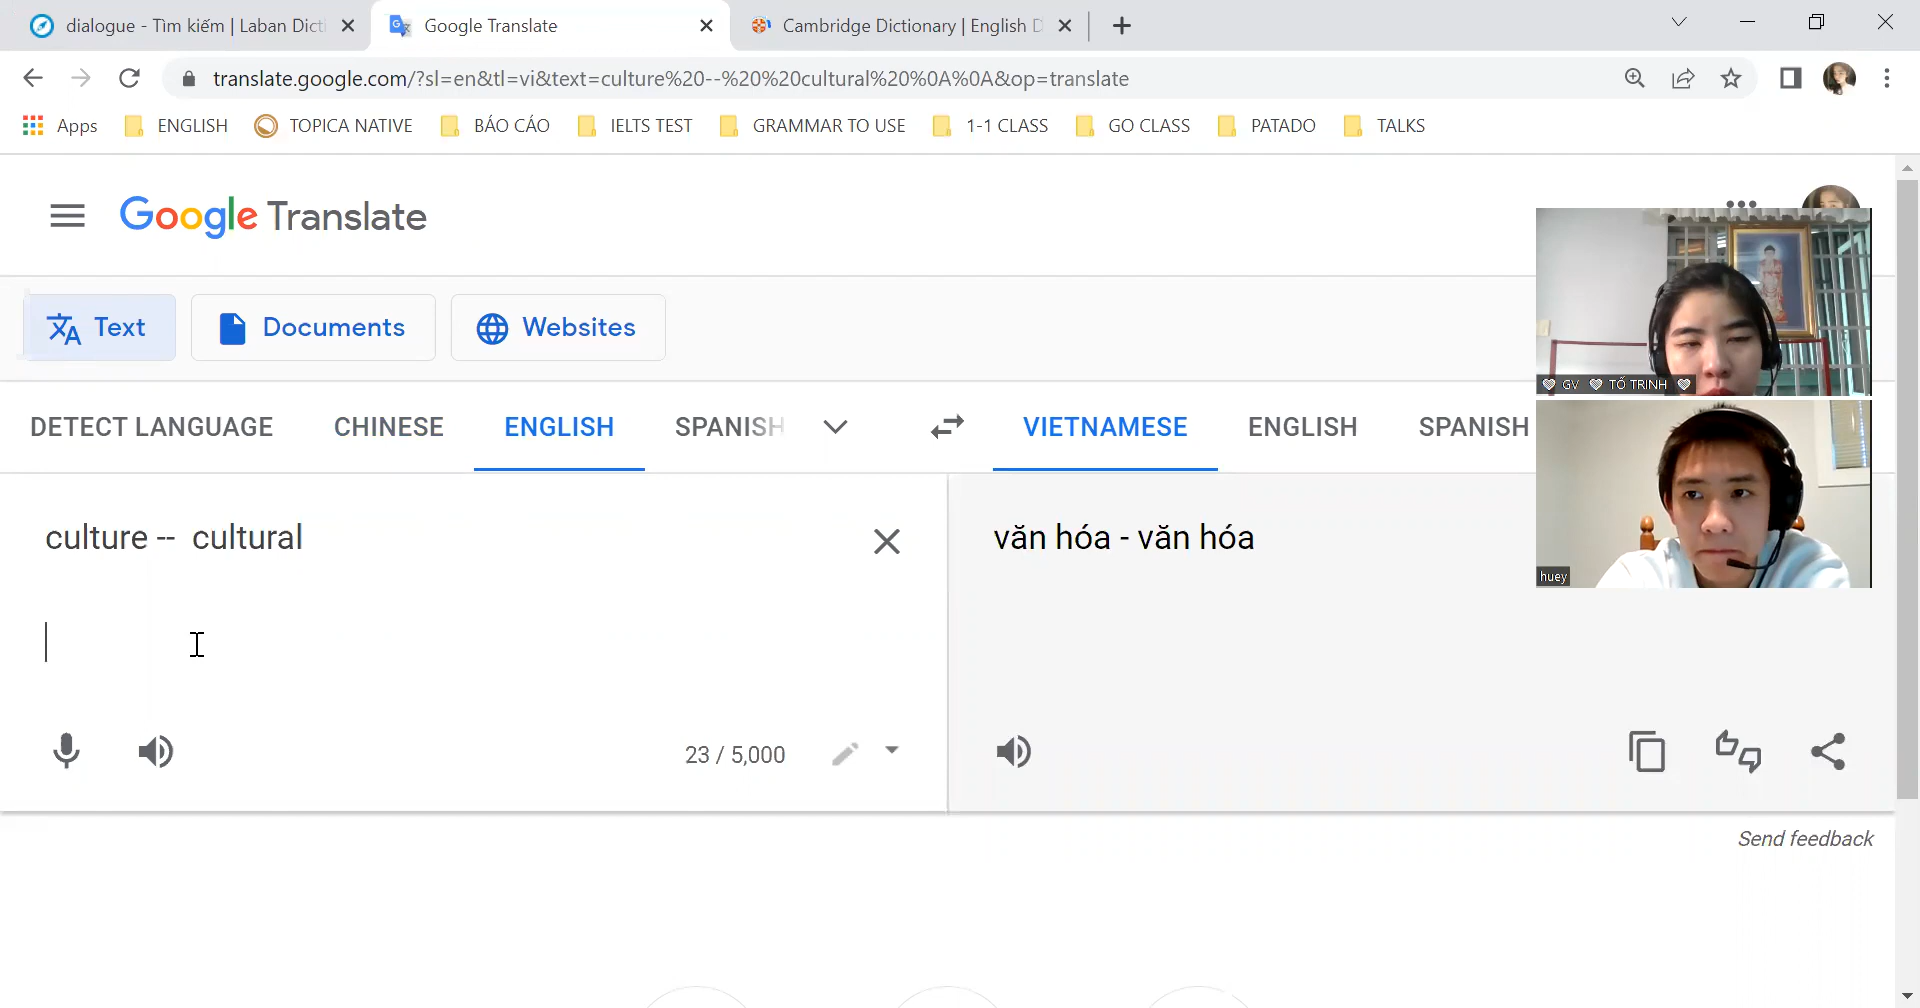 dialogue - Tìm kiếm | Laban Dicti
Google Translate
Cambridge Dictionary | English D
translate.google.com/?sl=en&tl=vi&text=culture%20--%20%20cultural%20%0A%0A&op=translate
Apps
ENGLISH
TOPICA NATIVE
BÁO CÁO
IELTS TEST
GRAMMAR TO USE
1-1 CLASS
GO CLASS
PATADO
TALKS
Google Translate
Text
Documents
Websites
GV TỐ TRINH
DETECT LANGUAGE
CHINESE
ENGLISH
SPANISH
VIETNAMESE
ENGLISH
SPANISH
culture -- cultural
văn hóa - văn hóa
huey
23 / 5,000
Send feedback